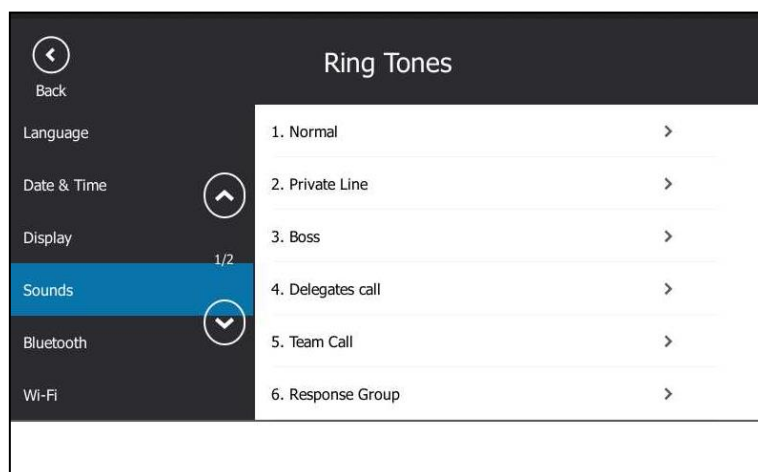 Ring Tones
Back
Language
Date & Time
Display
1/2
Sounds
Bluetooth
Wi-Fi
1. Normal
2. Private Line
3. Boss
4. Delegates call
5. Team Call
6. Response Group